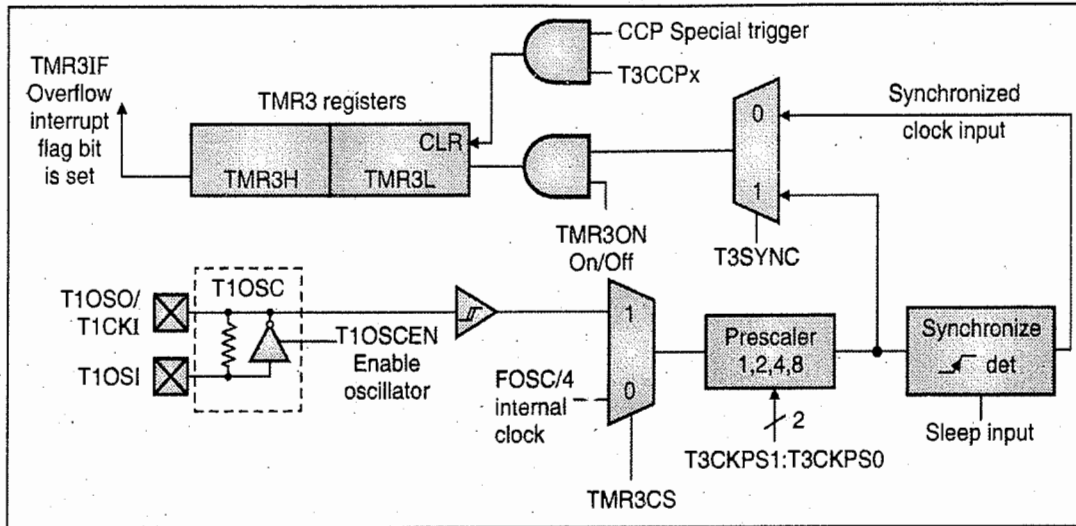 CCP Special trigger
T3CCPx
TMR3IF
Overflow
interrupt
flag bit
is set
TMR3 registers
CLR
TMR3H
TMR3L
0
1
Synchronized
clock input
TMR3ON
On/Off
T3SYNC
T1OSO/
T1CKI
T1OSC
T1OSI
T1OSCEN
Enable
oscillator
FOSC/4
internal
clock
1
0
Prescaler
1,2,4,8
Synchronize
det
2
Sleep input
T3CKPS1:T3CKPS0
TMR3CS